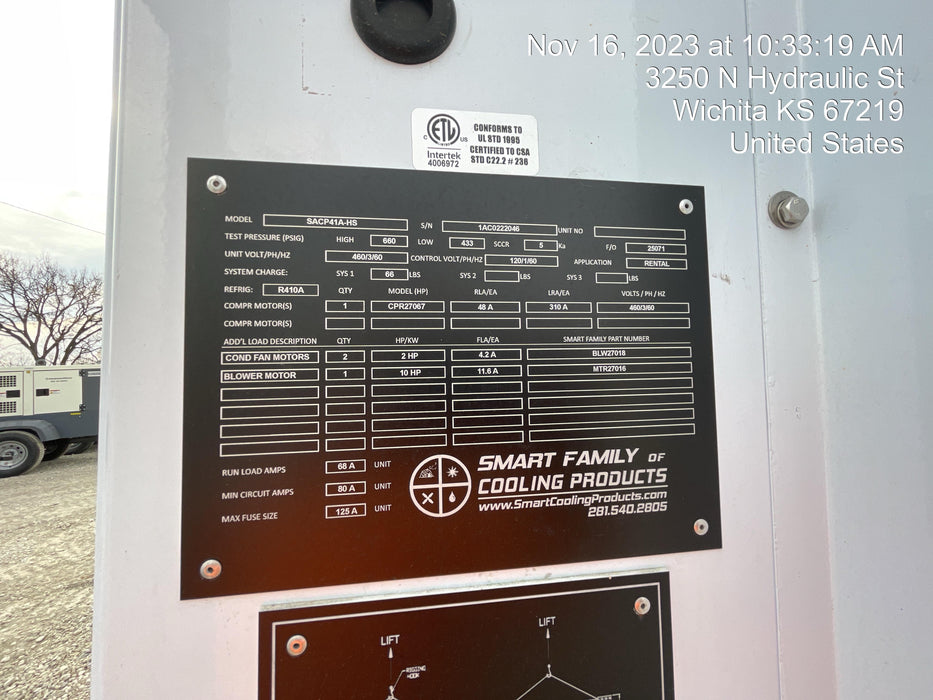 Nov 16, 2023 at 10:33:19 AM
3250 N Hydraulic St
Wichita KS 67219
United States
C ETL US
Intertek
4006972
CONFORMS TO
UL STD 1995
CERTIFIED TO CSA
STD C22.2 # 236
MODEL SACP41A-HS S/N 1AC0222046 UNIT NO
TEST PRESSURE (PSIG) HIGH 660 LOW 433 SCCR 5 Ka F/O 25071
UNIT VOLT/PH/HZ 460/3/60 CONTROL VOLT/PH/HZ 120/1/60 APPLICATION RENTAL
SYSTEM CHARGE: SYS 1 66 LBS SYS 2 LBS SYS 3 LBS
REFRIG: R410A QTY MODEL (HP) RLA/EA LRA/EA VOLTS / PH / HZ
COMPR MOTOR(S) 1 CPR27067 48 A 310 A 460/3/60
COMPR MOTOR(S)
ADD'L LOAD DESCRIPTION QTY HP/KW FLA/EA SMART FAMILY PART NUMBER
COND FAN MOTORS 2 2 HP 4.2 A BLW27018
BLOWER MOTOR 1 10 HP 11.6 A MTR27016
RUN LOAD AMPS 68 A UNIT
MIN CIRCUIT AMPS 80 A UNIT
MAX FUSE SIZE 125 A UNIT
SMART FAMILY OF
COOLING PRODUCTS
www.SmartCoolingProducts.com
281.540.2805
LIFT
LIFT
RIGGING
HOOK